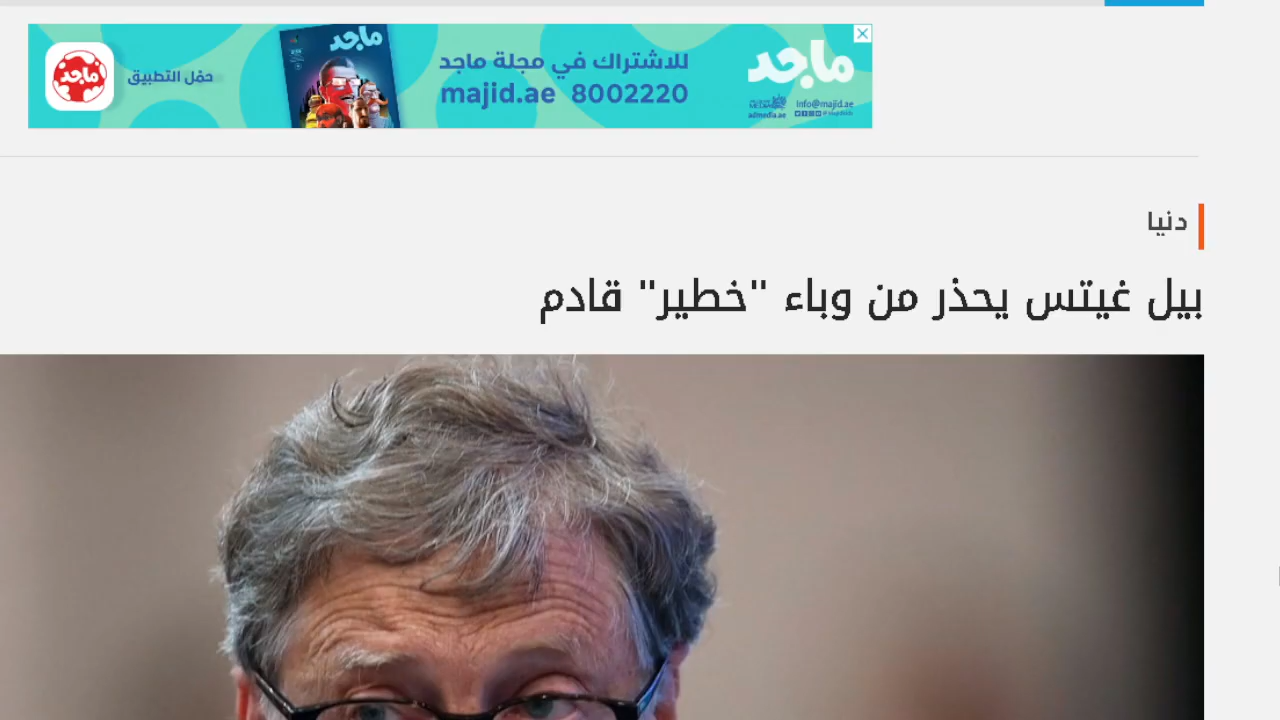 ماجد
للاشتراك في مجلة ماجد
majid.ae 8002220
ماجد
حمّل التطبيق
ماجد
Info@majid.ae
admedia.ae
دنيا
بيل غيتس يحذر من وباء "خطير" قادم